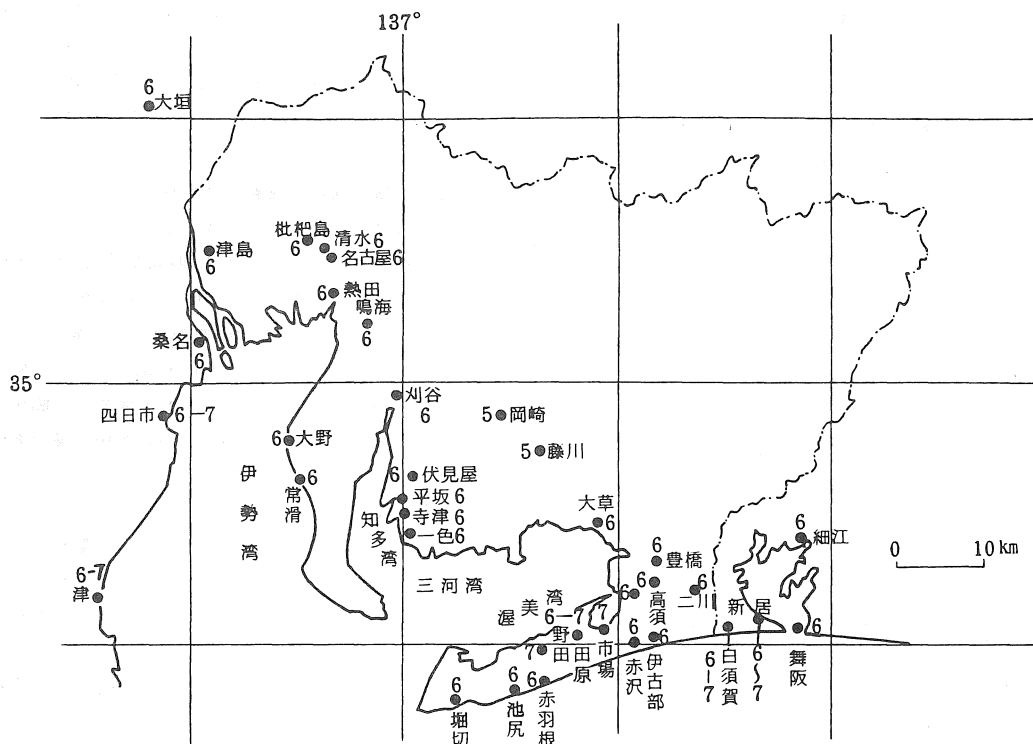 137°
6
大垣
枇杷島
6
清水6
名古屋6
津島
6
6
熱田
鳴海
6
桑名
6
35°
刈谷
6
四日市
6-7
5
岡崎
6
大野
5
藤川
伊勢湾
6
常滑
6
伏見屋
平坂6
寺津6
一色6
知多湾
大草
6
6
細江
0 10km
三河湾
6
豊橋
6-7
津
渥美湾
6
高須
6
二川
新居
6~7
6-7
田原
7
市場
7
野田
6
赤沢
6
伊古部
白須賀
6-7
6
舞阪
6
堀切
6
池尻
6
赤羽根